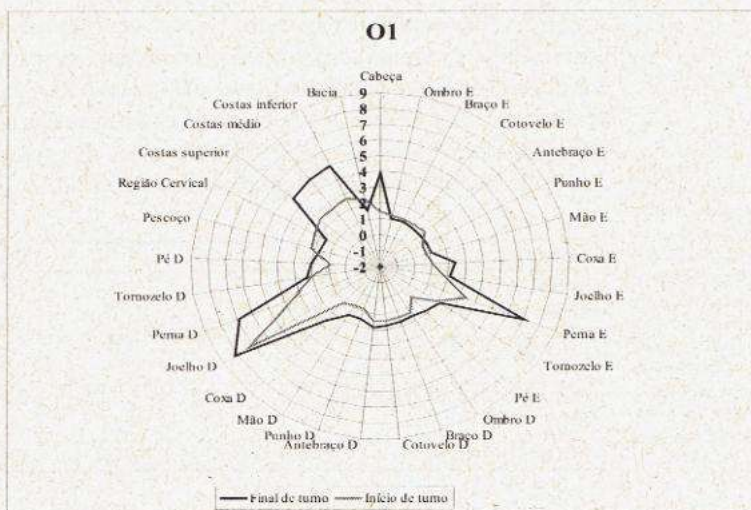 O1
Cabeça
Ombro E
Braço E
Cotovelo E
Antebraço E
Punho E
Mão E
Coxa E
Joelho E
Perna E
Tornozelo E
Pé E
Ombro D
Braço D
Cotovelo D
Antebraço D
Punho D
Mão D
Coxa D
Joelho D
Perna D
Tornozelo D
Pé D
Pescoço
Região Cervical
Costas superior
Costas médio
Costas inferior
Bacia
9
8
7
6
5
4
3
2
1
0
-1
-2
Final de turno
Início de turno